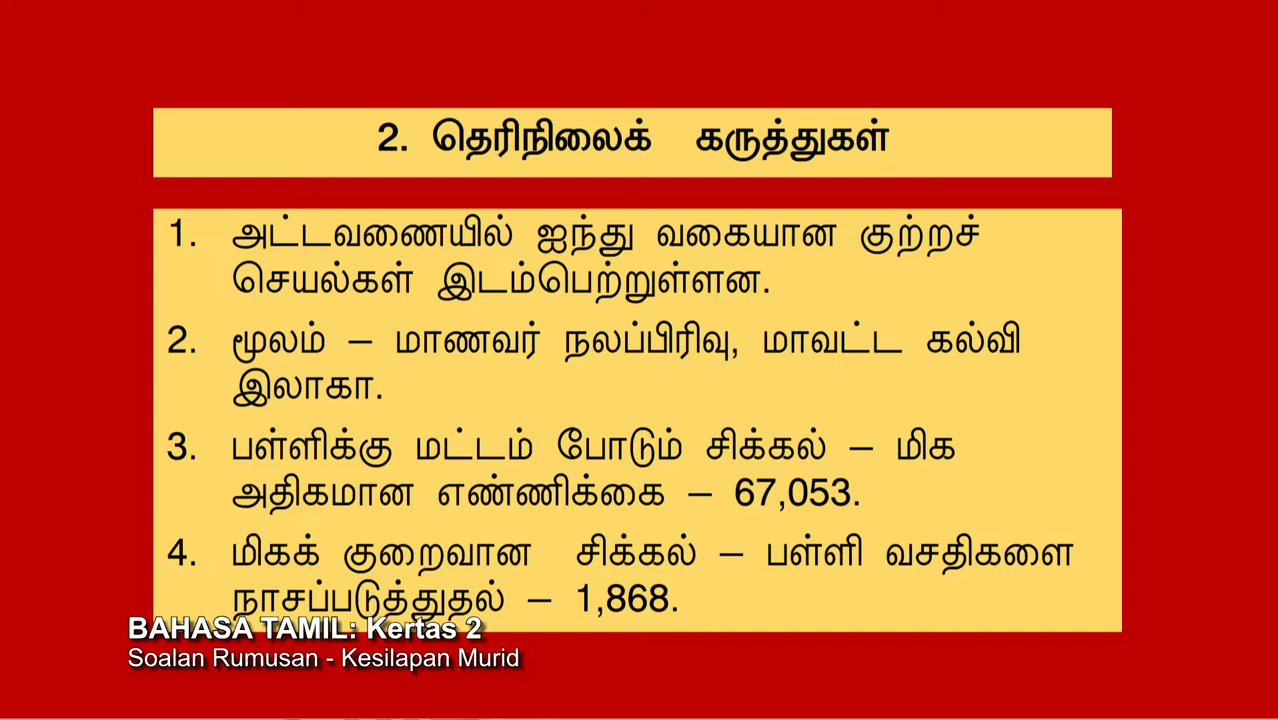 2. தெரிநிலைக் கருத்துகள்
1. அட்டவணையில் ஐந்து வகையான குற்றச்
செயல்கள் இடம்பெற்றுள்ளன.
2. மூலம் – மாணவர் நலப்பிரிவு, மாவட்ட கல்வி
இலாகா.
3. பள்ளிக்கு மட்டம் போடும் சிக்கல் – மிக
அதிகமான எண்ணிக்கை – 67,053.
4. மிகக் குறைவான சிக்கல் – பள்ளி வசதிகளை
நாசப்படுத்துதல் – 1,868.
BAHASA TAMIL: Kertas 2
Soalan Rumusan - Kesilapan Murid